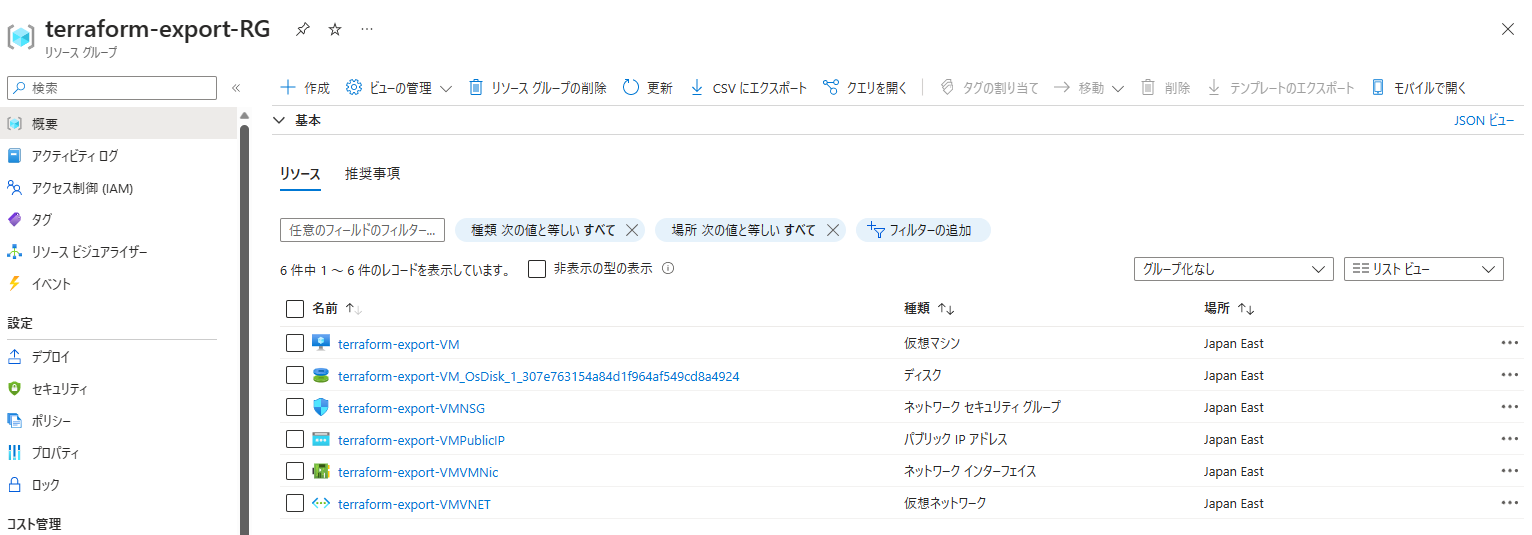 terraform-export-RG
リソース グループ
検索
作成 ビューの管理 リソース グループの削除 更新 CSV にエクスポート クエリを開く タグの割り当て 移動 削除 テンプレートのエクスポート モバイルで開く
概要
アクティビティ ログ
アクセス制御 (IAM)
タグ
リソース ビジュアライザー
イベント
設定
デプロイ
セキュリティ
ポリシー
プロパティ
ロック
コスト管理
基本 JSON ビュー
リソース 推奨事項
任意のフィールドのフィルター... 種類 次の値と等しい すべて 場所 次の値と等しい すべて フィルターの追加
6 件中 1 ～ 6 件のレコードを表示しています。 非表示の型の表示 グループ化なし リスト ビュー
名前 種類 場所
terraform-export-VM 仮想マシン Japan East
terraform-export-VM_OsDisk_1_307e763154a84d1f964af549cd8a4924 ディスク Japan East
terraform-export-VMNSG ネットワーク セキュリティ グループ Japan East
terraform-export-VMPublicIP パブリック IP アドレス Japan East
terraform-export-VMVMNic ネットワーク インターフェイス Japan East
terraform-export-VMVNET 仮想ネットワーク Japan East